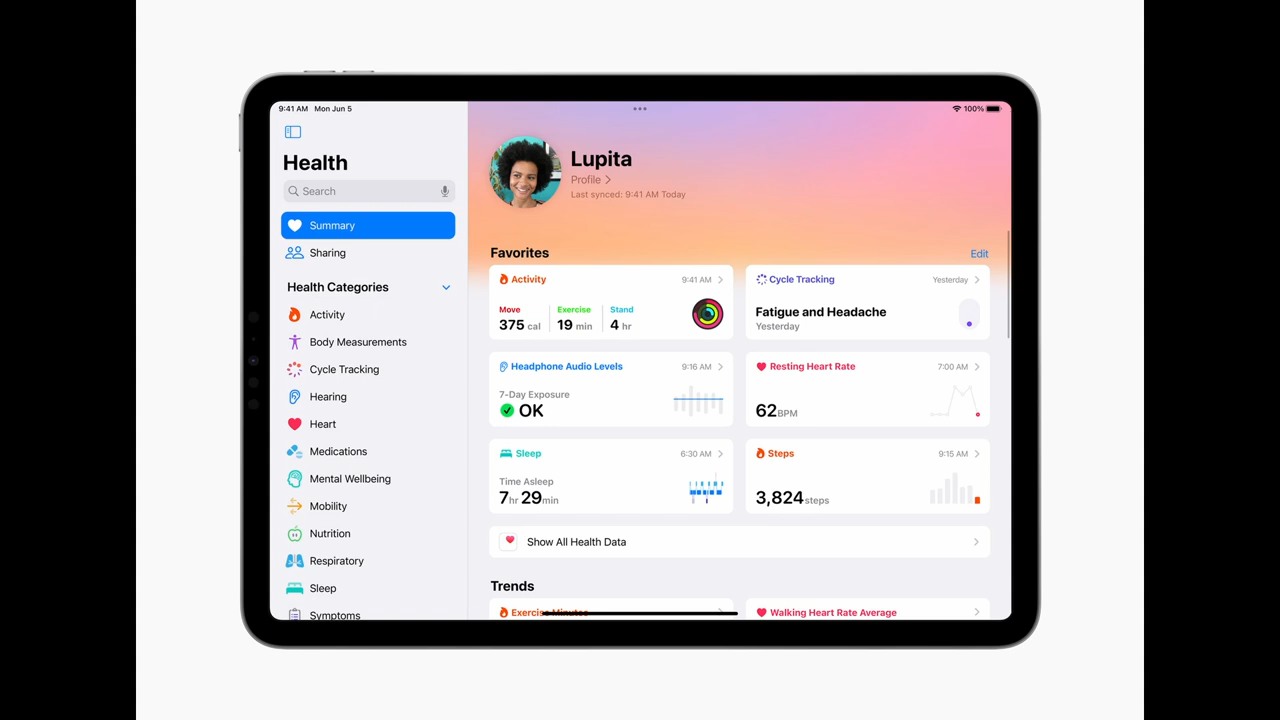 9:41 AM Mon Jun 5
100%
Health
Search
Summary
Sharing
Health Categories
Activity
Body Measurements
Cycle Tracking
Hearing
Heart
Medications
Mental Wellbeing
Mobility
Nutrition
Respiratory
Sleep
Symptoms
Lupita
Profile
Last synced: 9:41 AM Today
Favorites
Edit
Activity 9:41 AM
Move Exercise Stand
375 cal 19 min 4 hr
Cycle Tracking Yesterday
Fatigue and Headache
Yesterday
Headphone Audio Levels 9:16 AM
7-Day Exposure
OK
Resting Heart Rate 7:00 AM
62 BPM
Sleep 6:30 AM
Time Asleep
7 hr 29 min
Steps 9:15 AM
3,824 steps
Show All Health Data
Trends
Exercise Minutes
Walking Heart Rate Average